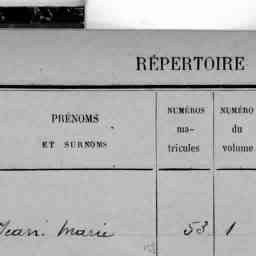 RÉPERTOIRE
PRÉNOMS
ET SURNOMS
NUMÉROS
ma-
tricules
NUMÉRO
du
volume
Jean Marie 53 1